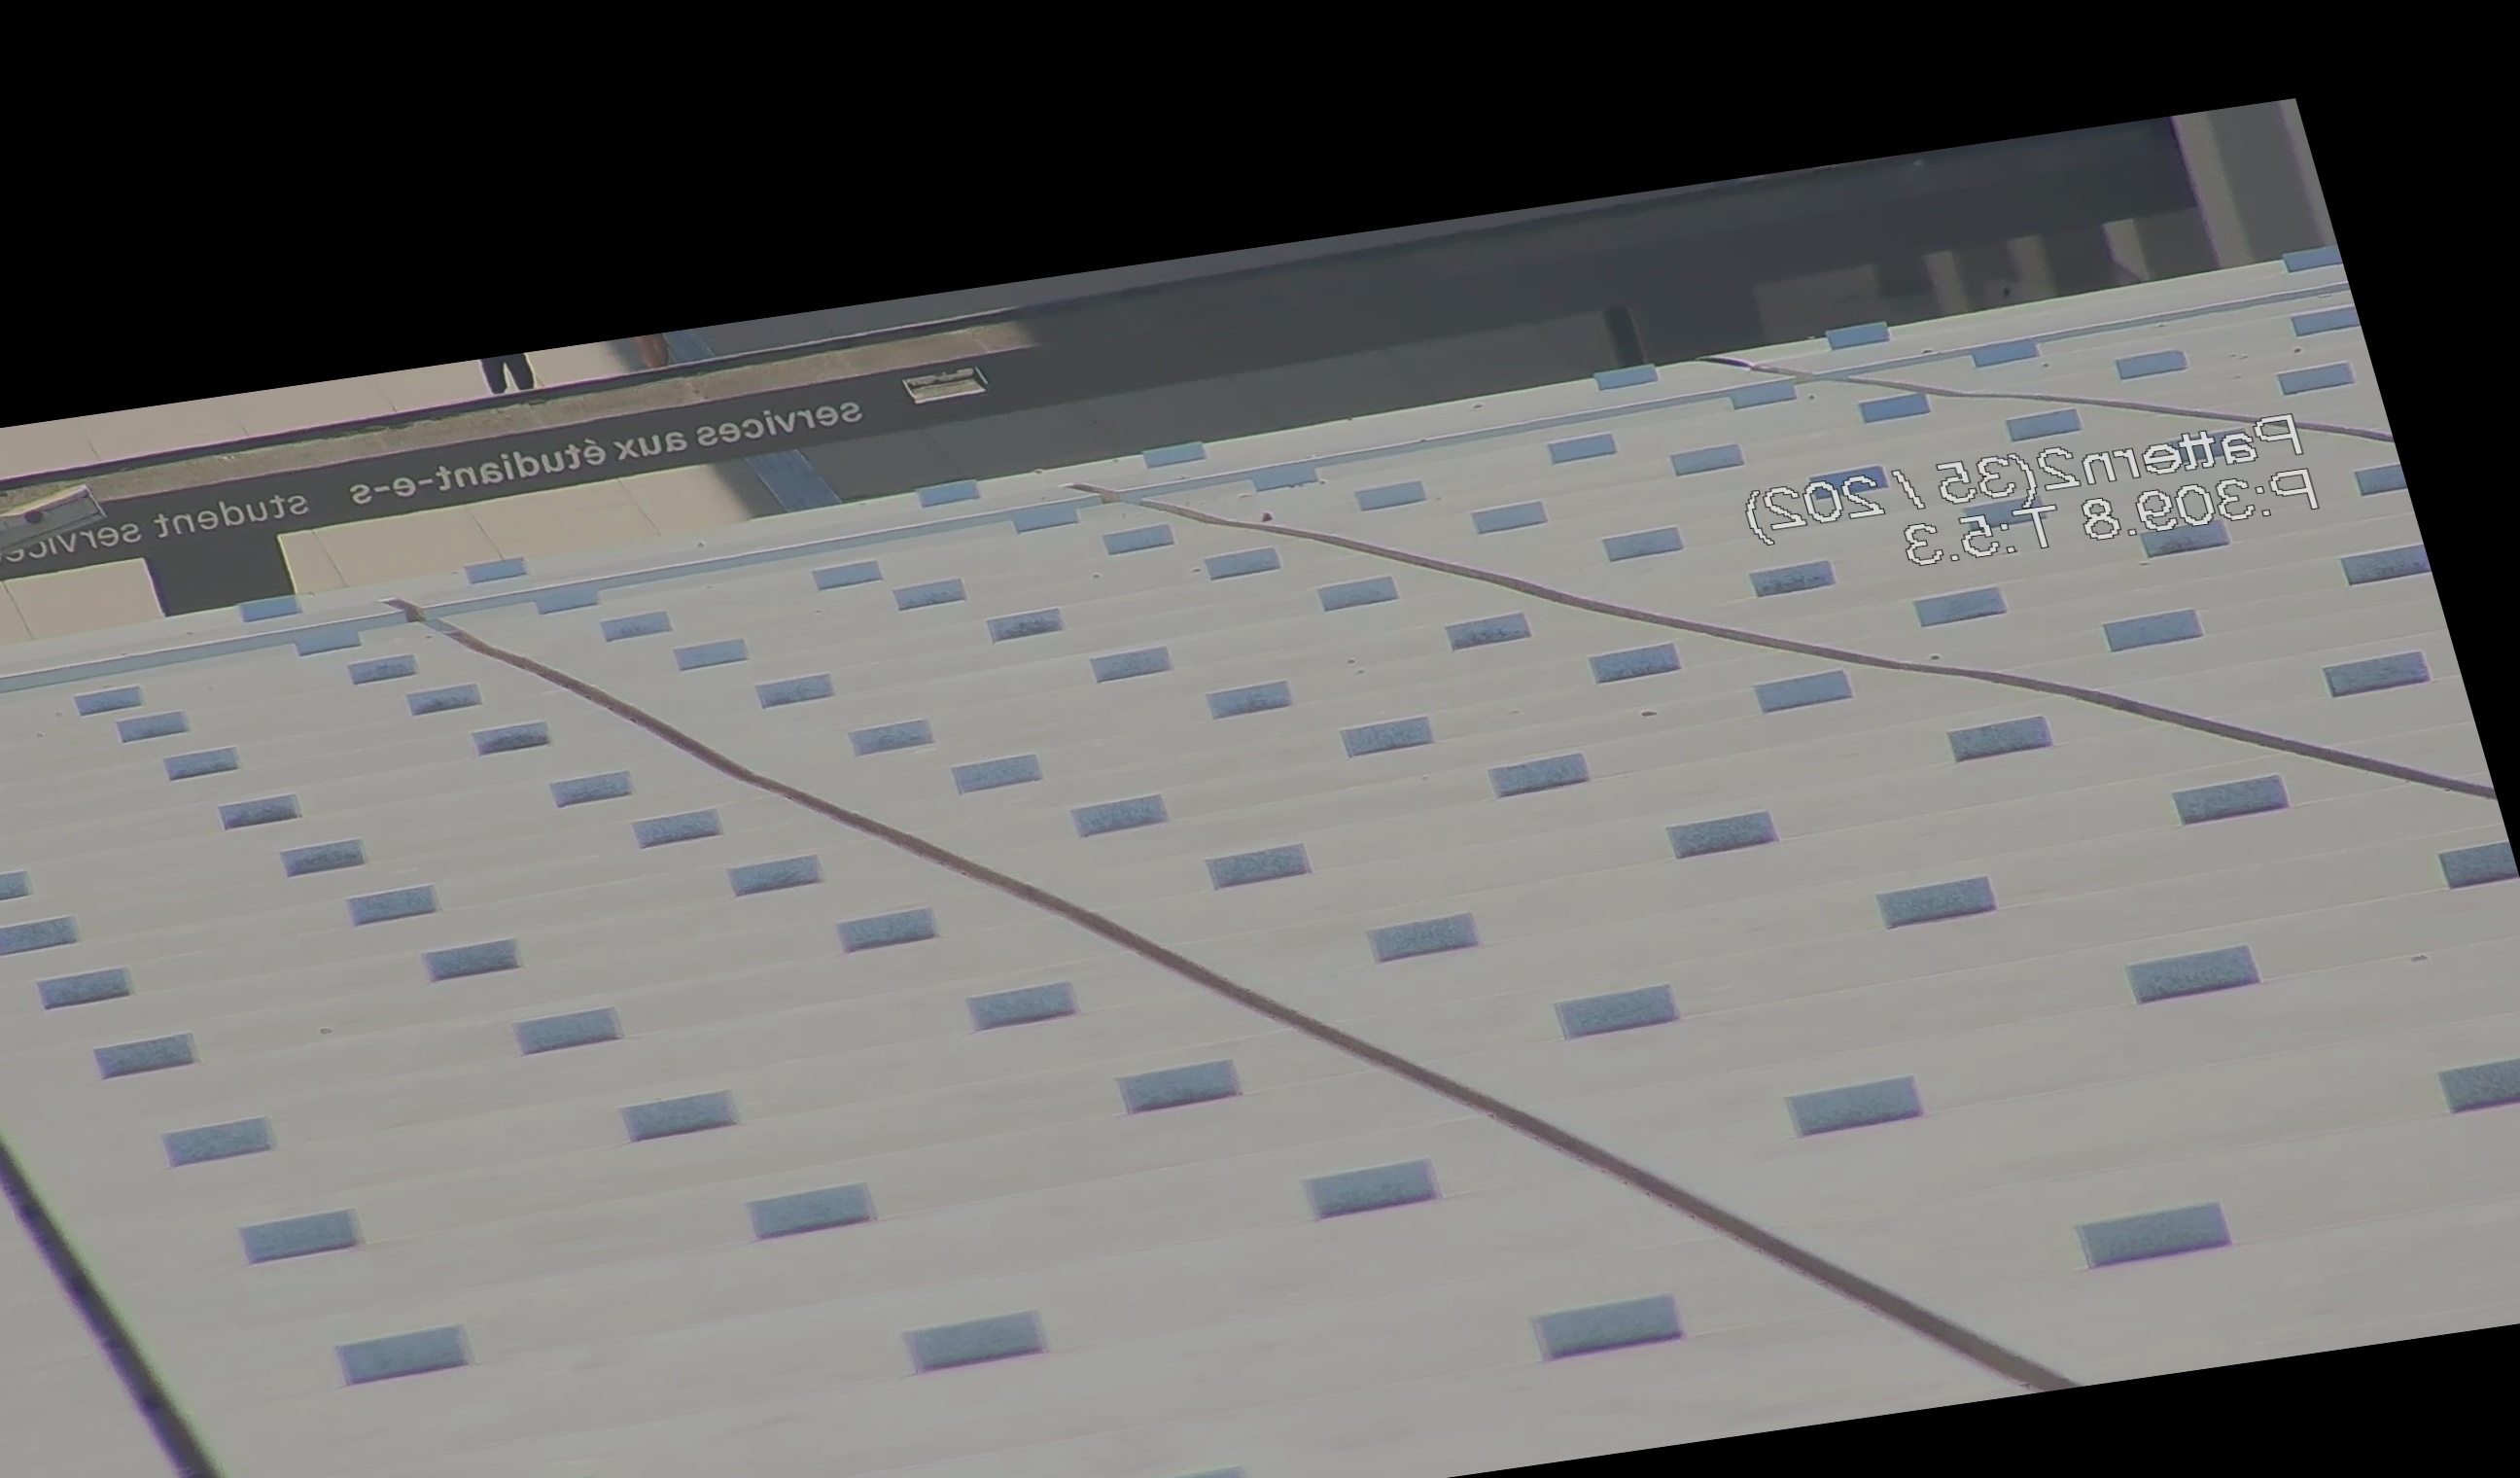 Pattern2(35 / 202)
P:309.8 T:5.3
services aux étudiant-e-s student